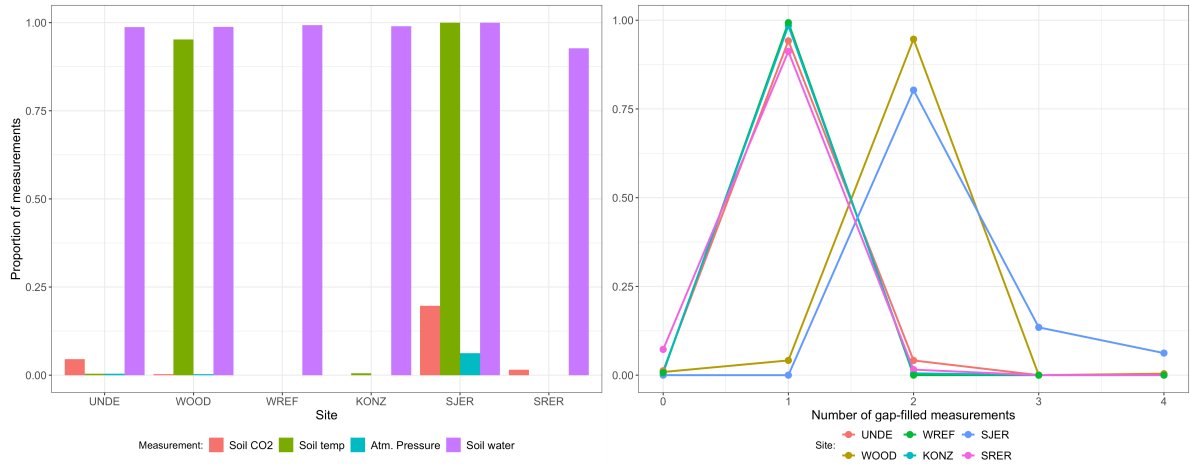 Proportion of measurements
1.00
0.75
0.50
0.25
0.00
UNDE WOOD WREF KONZ SJER SRER
Site
Measurement: Soil CO2 Soil temp Atm. Pressure Soil water
1.00
0.75
0.50
0.25
0.00
0 1 2 3 4
Number of gap-filled measurements
Site: UNDE WREF SJER
WOOD KONZ SRER